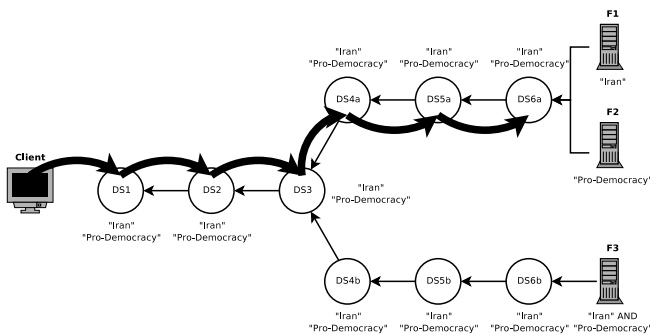 F1
"Iran" "Iran" "Iran"
"Pro-Democracy" "Pro-Democracy" "Pro-Democracy"
"Iran"
DS4a DS5a DS6a
F2
Client
"Pro-Democracy"
DS1 DS2 DS3
"Iran"
"Pro-Democracy"
"Iran" "Iran"
"Pro-Democracy" "Pro-Democracy"
F3
DS4b DS5b DS6b
"Iran" "Iran" "Iran" "Iran" AND
"Pro-Democracy" "Pro-Democracy" "Pro-Democracy" "Pro-Democracy"